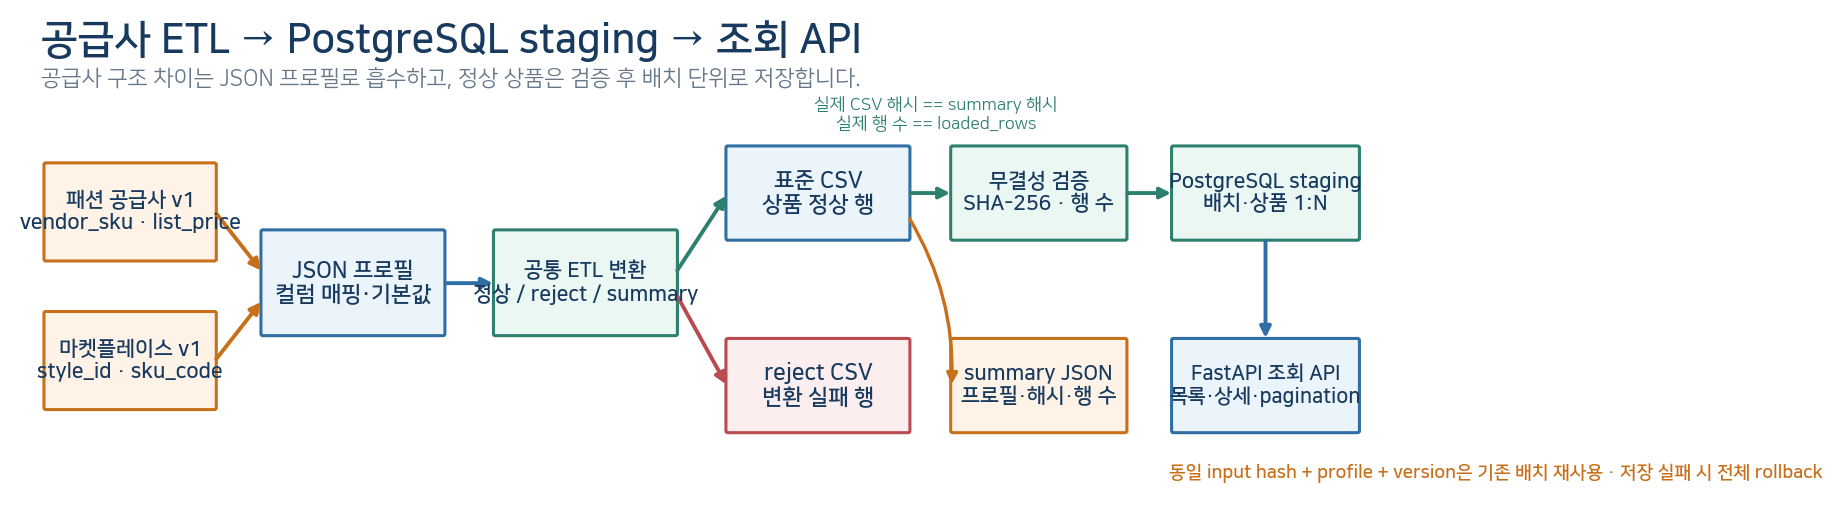 공급사 ETL → PostgreSQL staging → 조회 API
공급사 구조 차이는 JSON 프로필로 흡수하고, 정상 상품은 검증 후 배치 단위로 저장합니다.
실제 CSV 해시 == summary 해시
실제 행 수 == loaded_rows
패션 공급사 v1
vendor_sku · list_price
마켓플레이스 v1
style_id · sku_code
JSON 프로필
컬럼 매핑·기본값
공통 ETL 변환
정상 / reject / summary
표준 CSV
상품 정상 행
reject CSV
변환 실패 행
무결성 검증
SHA-256 · 행 수
summary JSON
프로필·해시·행 수
PostgreSQL staging
배치·상품 1:N
FastAPI 조회 API
목록·상세·pagination
동일 input hash + profile + version은 기존 배치 재사용 · 저장 실패 시 전체 rollback